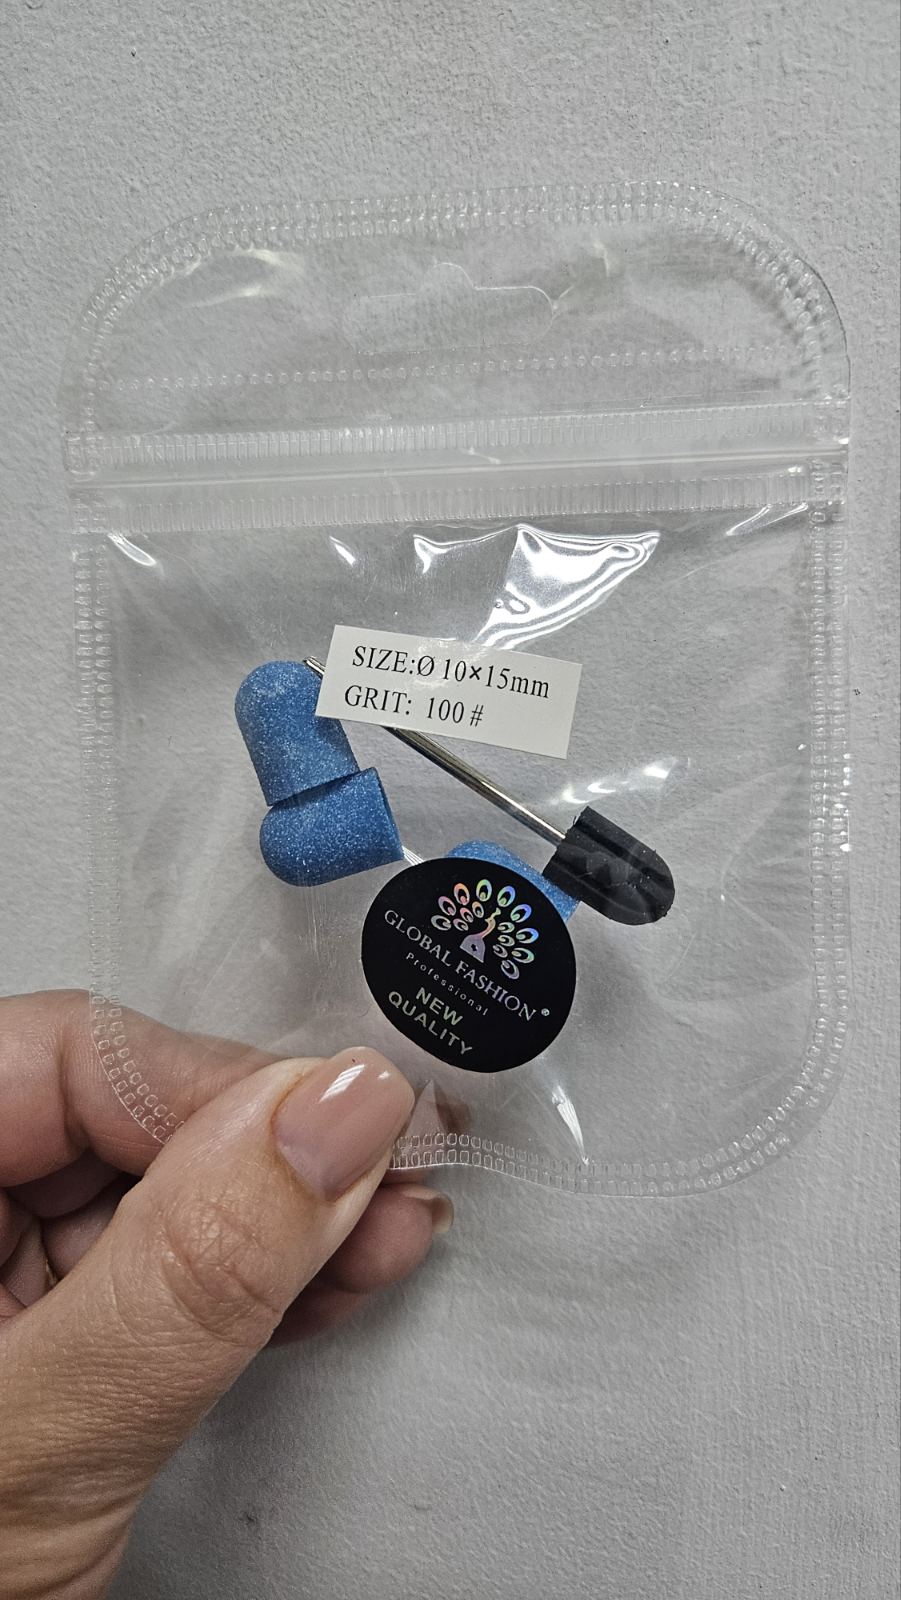 SIZE:Ø 10×15mm
GRIT: 100#
GLOBAL FASHION®
Professional
NEW
QUALITY